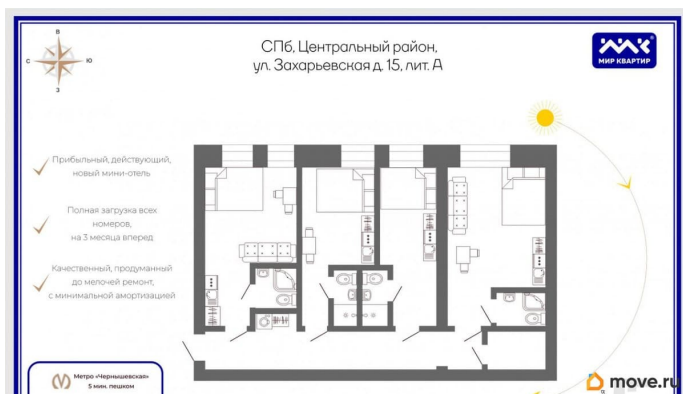 В
С
Ю
З
СПб, Центральный район,
ул. Захарьевская д. 15, лит. А
МИР КВАРТИР
Прибыльный, действующий,
новый мини-отель
Полная загрузка всех
номеров,
на 3 месяца вперед
Качественный, продуманный
до мелочей ремонт,
с минимальной амортизацией
Метро «Чернышевская»
5 мин. пешком
move.ru